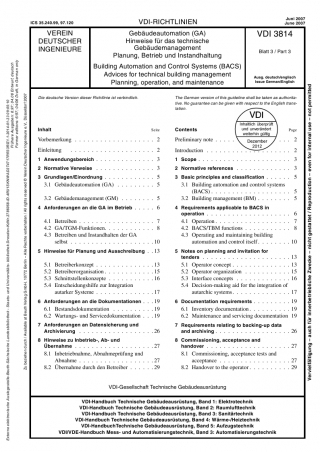 ICS 35.240.99, 97.120
VDI-RICHTLINIEN
Juni 2007
June 2007
VEREIN
DEUTSCHER
INGENIEURE
Gebäudeautomation (GA)
Hinweise für das technische
Gebäudemanagement
Planung, Betrieb und Instandhaltung
Building Automation and Control Systems (BACS)
Advices for technical building management
Planning, operation, and maintenance
VDI 3814
Blatt 3 / Part 3
Ausg. deutsch/englisch
Issue German/English
Die deutsche Version dieser Richtlinie ist verbindlich.
The German version of this guideline shall be taken as authorita-
tive. No guarantee can be given with respect to the English trans-
lation.
VDI
Inhaltlich überprüft
und unverändert
weiterhin gültig
Dezember
2012
Inhalt Seite
Vorbemerkung . . . 2
Einleitung . . . 2
1 Anwendungsbereich . . . 3
2 Normative Verweise . . . 3
3 Grundlagen/Einordnung . . . 5
3.1 Gebäudeautomation (GA) . . . 5
3.2 Gebäudemanagement (GM) . . . 5
4 Anforderungen an die GA im Betrieb . . . 6
4.1 Betreiber . . . 7
4.2 GA/TGM-Funktionen . . . 8
4.3 Betreiben und Instandhalten der GA
selbst . . . 10
5 Hinweise für Planung und Ausschreibung . . . 13
5.1 Betreiberkonzept . . . 13
5.2 Betreiberorganisation . . . 15
5.3 Schnittstellenkonzepte . . . 16
5.4 Entscheidungshilfe zur Integration
autarker Systeme . . . 17
6 Anforderungen an die Dokumentationen . . . 19
6.1 Bestandsdokumentation . . . 19
6.2 Wartungs- und Servicedokumentation . . . 19
7 Anforderungen an Datensicherung und
Archivierung . . . 26
8 Hinweise zu Inbetrieb-, Ab- und
Übernahme . . . 27
8.1 Inbetriebnahme, Abnahmeprüfung und
Abnahme . . . 27
8.2 Übernahme durch den Betreiber . . . 29
Contents Page
Preliminary note . . . 2
Introduction . . . 2
1 Scope . . . 3
2 Normative references . . . 3
3 Basic principles and classification . . . 5
3.1 Building automation and control systems
(BACS) . . . 5
3.2 Building management (BM) . . . 5
4 Requirements applicable to BACS in
operation . . . 6
4.1 Operator . . . 7
4.2 BACS/TBM functions . . . 8
4.3 Operating and maintaining building
automation and control itself . . . 10
5 Notes on planning and invitation for
tenders . . . 13
5.1 Operator concept . . . 13
5.2 Operator organization . . . 15
5.3 Interface concepts . . . 16
5.4 Decision-making aid for the integration of
autarchic systems . . . 17
6 Documentation requirements . . . 19
6.1 Inventory documentation . . . 19
6.2 Maintenance and servicing documentation 19
7 Requirements relating to backing-up data
and archiving . . . 26
8 Commissioning, acceptance and
handover . . . 27
8.1 Commissioning, acceptance tests and
acceptance . . . 27
8.2 Handover to the operator . . . 29
VDI-Gesellschaft Technische Gebäudeausrüstung
VDI-Handbuch Technische Gebäudeausrüstung, Band 1: Elektrotechnik
VDI-Handbuch Technische Gebäudeausrüstung, Band 2: Raumlufttechnik
VDI-Handbuch Technische Gebäudeausrüstung, Band 3: Sanitärtechnik
VDI-Handbuch Technische Gebäudeausrüstung, Band 4: Wärme-/Heiztechnik
VDI-Handbuch Technische Gebäudeausrüstung, Band 5: Aufzugstechnik
VDI/VDE-Handbuch Mess- und Automatisierungstechnik, Band 3: Automatisierungstechnik
Vervielfältigung – auch für innerbetriebliche Zwecke – nicht gestattet / Reproduction – even for internal use – not permitted